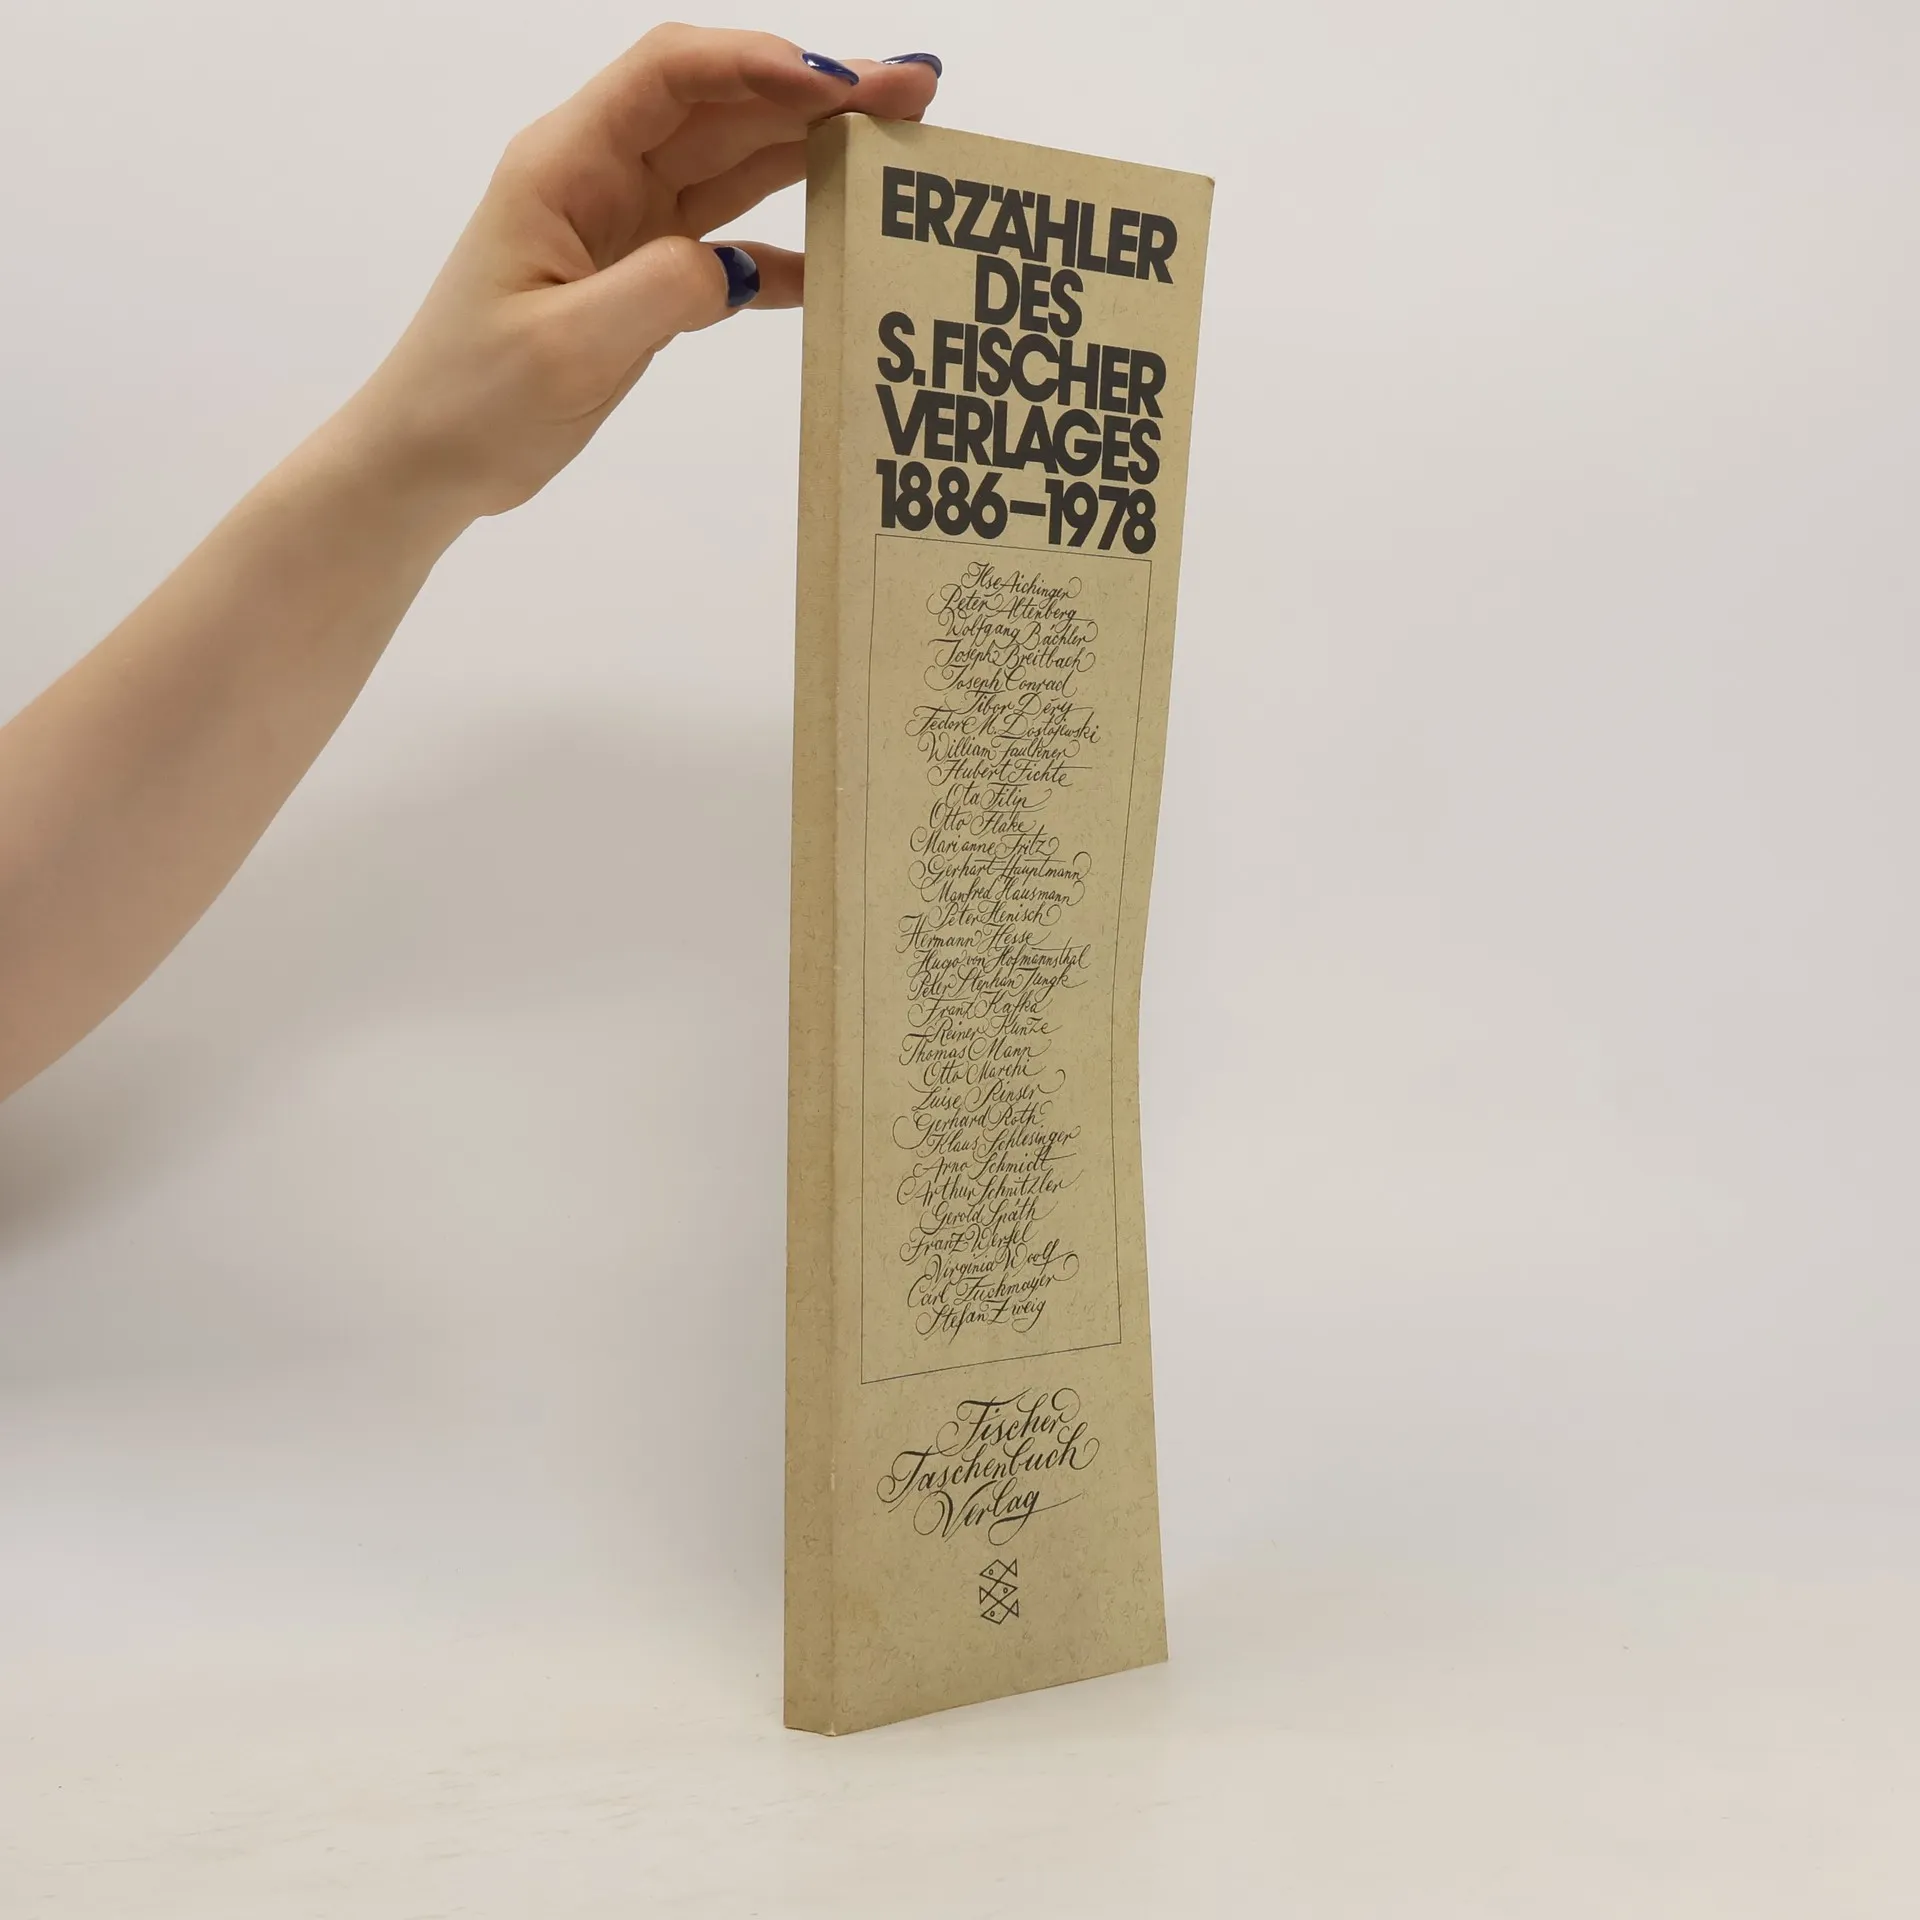 ERZÄHLER
DES
S. FISCHER
VERLAGES
1886–1978
Ilse Aichinger
Peter Altenberg
Wolfgang Bächler
Joseph Breitbach
Joseph Conrad
Tibor Déry
Fedor M. Dostojewski
William Faulkner
Hubert Fichte
Ota Filip
Otto Flake
Marianne Fritz
Gerhart Hauptmann
Manfred Hausmann
Peter Henisch
Hermann Hesse
Hugo von Hofmannsthal
Peter Stephan Jungk
Franz Kafka
Reiner Kunze
Thomas Mann
Otto Marchi
Luise Rinser
Gerhard Roth
Klaus Schlesinger
Arno Schmidt
Arthur Schnitzler
Gerold Späth
Franz Werfel
Virginia Woolf
Carl Zuckmayer
Stefan Zweig
Fischer
Taschenbuch
Verlag